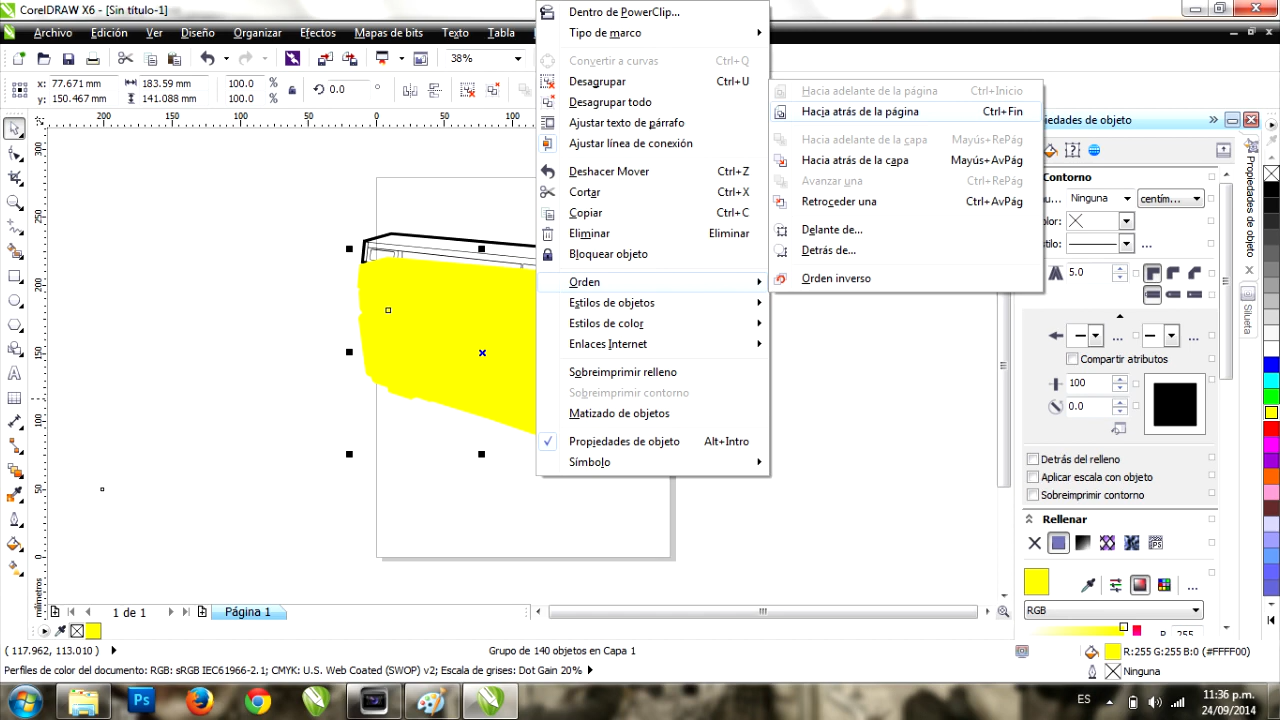 CorelDRAW X6 - [Sin título-1]
Archivo Edición Ver Diseño Organizar Efectos Mapas de bits Texto Tabla
38%
x: 77.671 mm 183.59 mm 100.0 %
y: 150.467 mm 141.088 mm 100.0 %
0.0 °
200 150 100 50 0 50 100
300
250
200
150
100
50
0
milímetros
Dentro de PowerClip...
Tipo de marco
Convertir a curvas Ctrl+Q
Desagrupar Ctrl+U
Desagrupar todo
Ajustar texto de párrafo
Ajustar línea de conexión
Deshacer Mover Ctrl+Z
Cortar Ctrl+X
Copiar Ctrl+C
Eliminar Eliminar
Bloquear objeto
Orden
Estilos de objetos
Estilos de color
Enlaces Internet
Sobreimprimir relleno
Sobreimprimir contorno
Matizado de objetos
Propiedades de objeto Alt+Intro
Símbolo
Hacia adelante de la página Ctrl+Inicio
Hacia atrás de la página Ctrl+Fin
Hacia adelante de la capa Mayús+RePág
Hacia atrás de la capa Mayús+AvPág
Avanzar una Ctrl+RePág
Retroceder una Ctrl+AvPág
Delante de...
Detrás de...
Orden inverso
iedades de objeto
Contorno
Ninguna centím...
olor:
5.0
Compartir atributos
100
0.0
Detrás del relleno
Aplicar escala con objeto
Sobreimprimir contorno
Rellenar
RGB
R: 255
Propiedades de objeto
Silueta
1 de 1 Página 1
( 117.962, 113.010 ) Grupo de 140 objetos en Capa 1 R:255 G:255 B:0 (#FFFF00)
Perfiles de color del documento: RGB: sRGB IEC61966-2.1; CMYK: U.S. Web Coated (SWOP) v2; Escala de grises: Dot Gain 20% Ninguna
Ps
ES
11:36 p.m.
24/09/2014